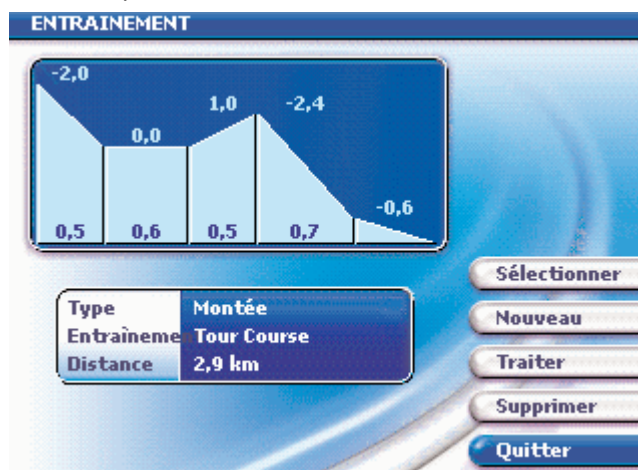 ENTRAINEMENT
-2,0
1,0 -2,4
0,0
-0,6
0,5 0,6 0,5 0,7
Sélectionner
Type Montée
Nouveau
Entraînemen Tour Course
Distance 2,9 km
Traiter
Supprimer
Quitter